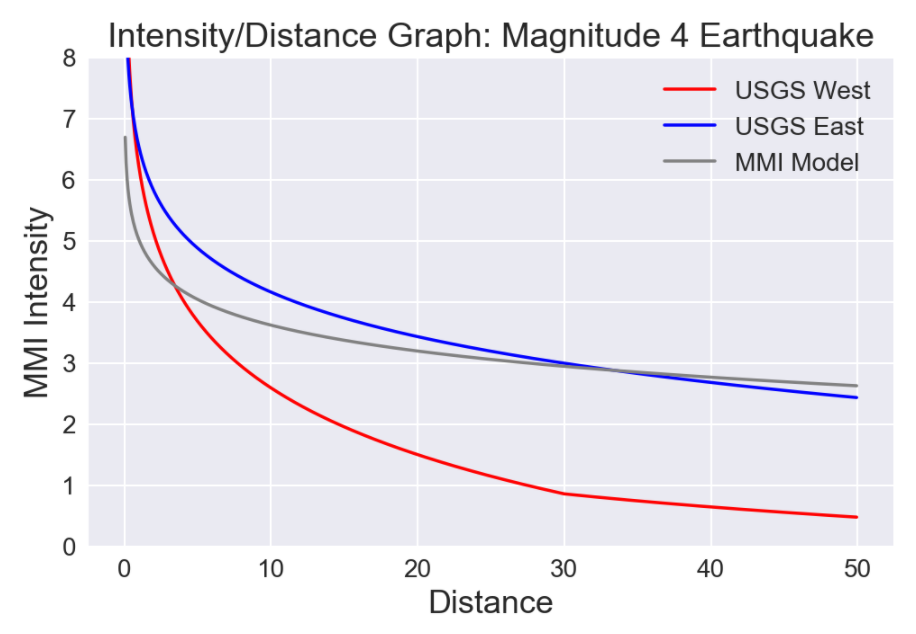 Intensity/Distance Graph: Magnitude 4 Earthquake
8
7
6
5
4
3
2
1
0
MMI Intensity
USGS West
USGS East
MMI Model
0 10 20 30 40 50
Distance